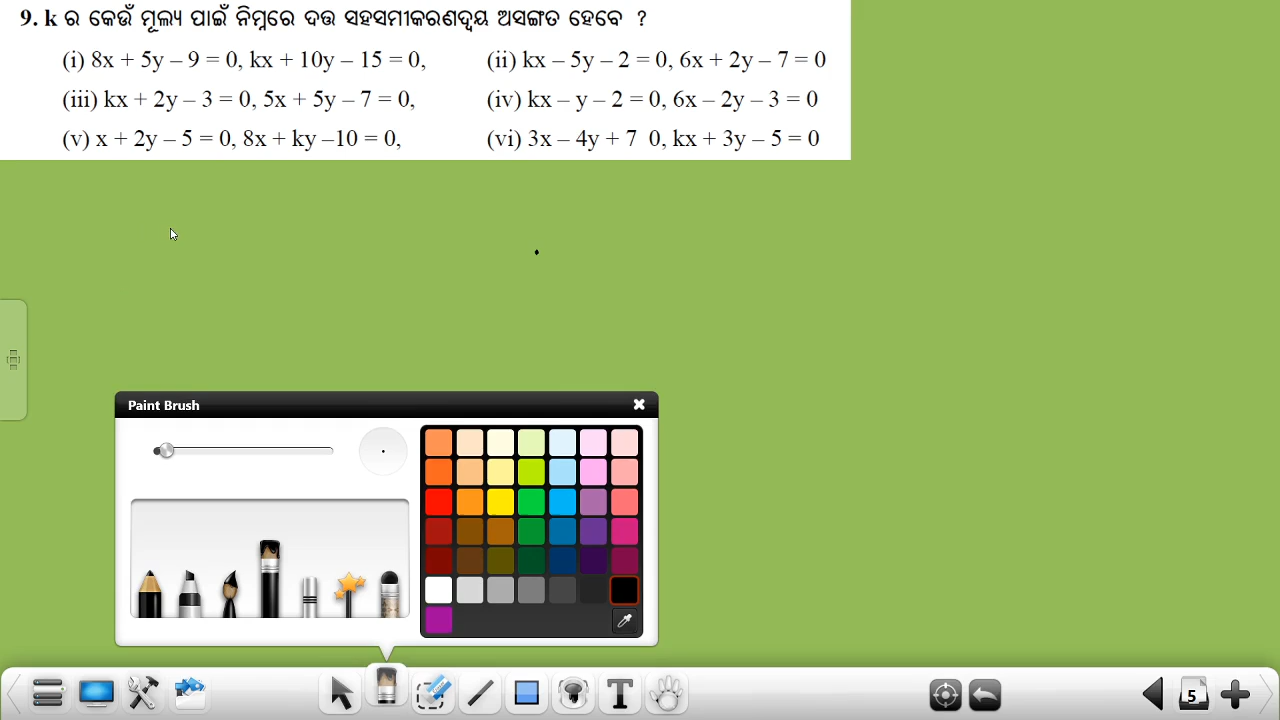 9. k ର କେଉଁ ମୂଲ୍ୟ ପାଇଁ ନିମ୍ନରେ ଦତ୍ତ ସହସମୀକରଣଦ୍ୱୟ ଅସଙ୍ଗତ ହେବେ ?
(i) 8x + 5y – 9 = 0, kx + 10y – 15 = 0, (ii) kx – 5y – 2 = 0, 6x + 2y – 7 = 0
(iii) kx + 2y – 3 = 0, 5x + 5y – 7 = 0, (iv) kx – y – 2 = 0, 6x – 2y – 3 = 0
(v) x + 2y – 5 = 0, 8x + ky –10 = 0, (vi) 3x – 4y + 7 0, kx + 3y – 5 = 0
Paint Brush
T
5